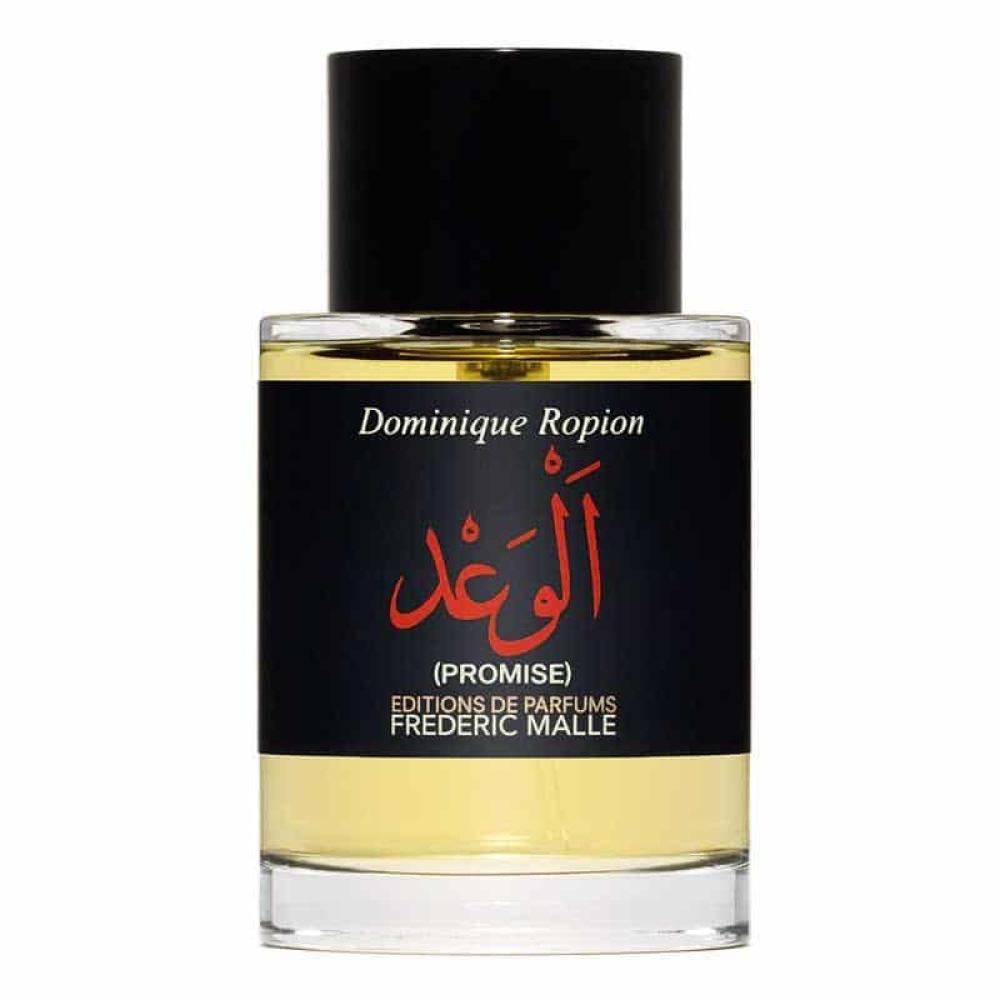 Dominique Ropion
اَلْوَعْد
(PROMISE)
EDITIONS DE PARFUMS
FREDERIC MALLE